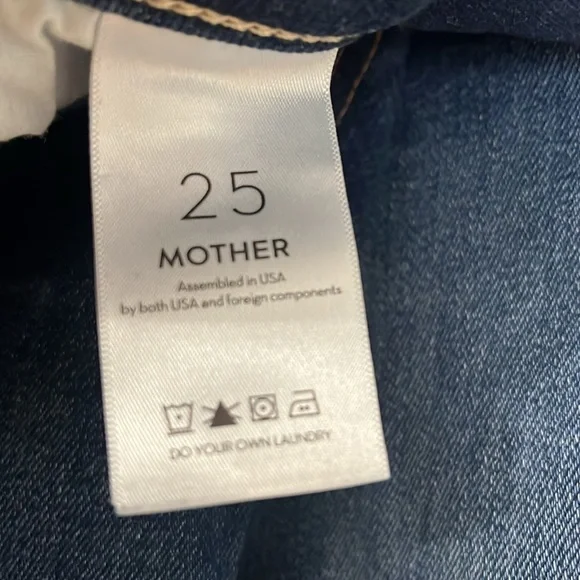 25
MOTHER
Assembled in USA
by both USA and foreign components
DO YOUR OWN LAUNDRY